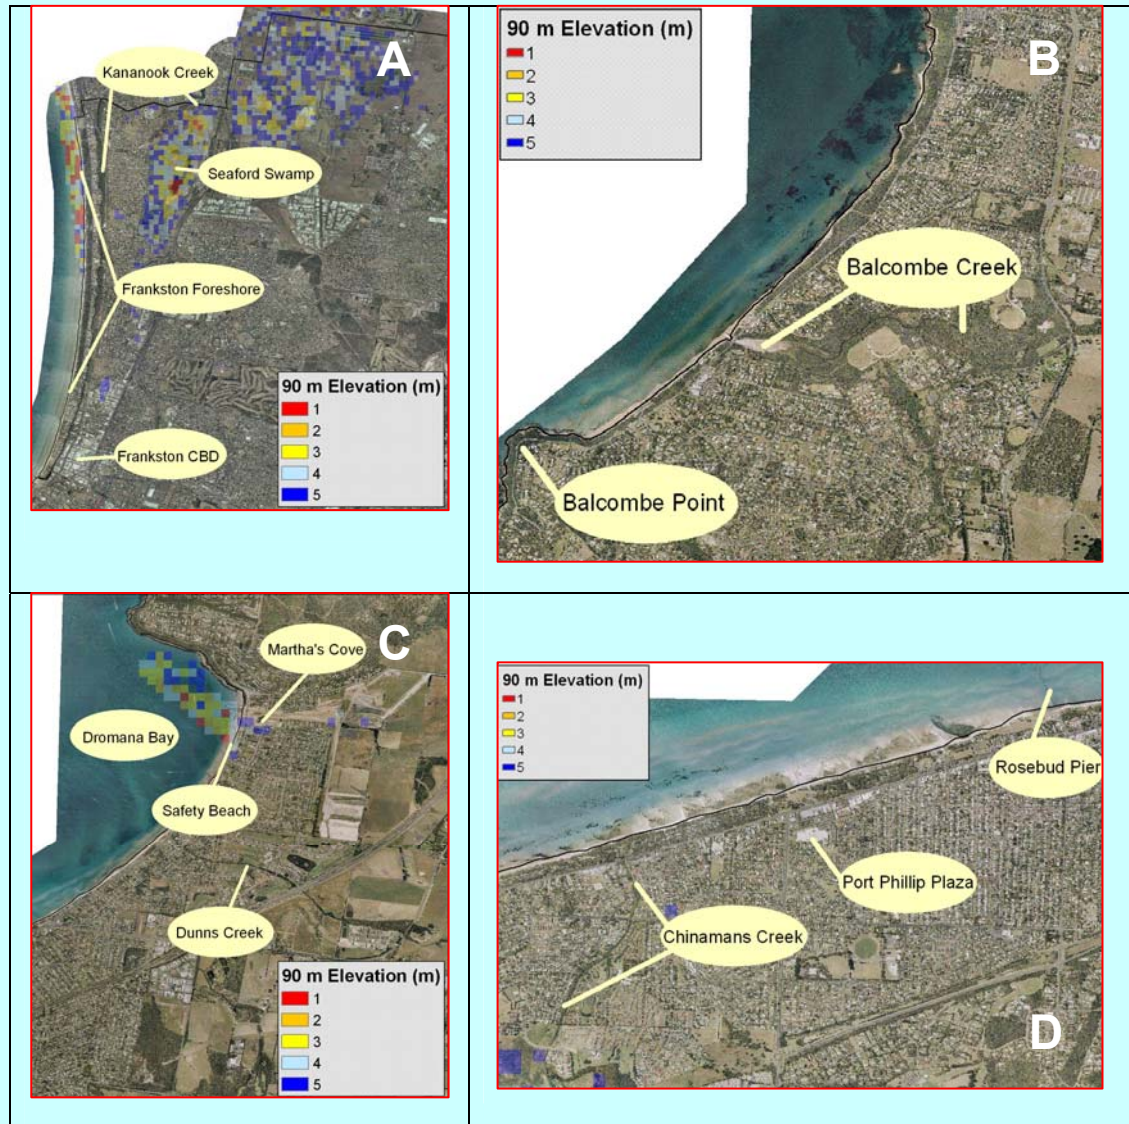 A
Kananook Creek
Seaford Swamp
Frankston Foreshore
Frankston CBD
90 m Elevation (m)
1
2
3
4
5
90 m Elevation (m)
1
2
3
4
5
B
Balcombe Creek
Balcombe Point
C
Martha's Cove
Dromana Bay
Safety Beach
Dunns Creek
90 m Elevation (m)
1
2
3
4
5
90 m Elevation (m)
1
2
3
4
5
Rosebud Pier
Port Phillip Plaza
Chinamans Creek
D